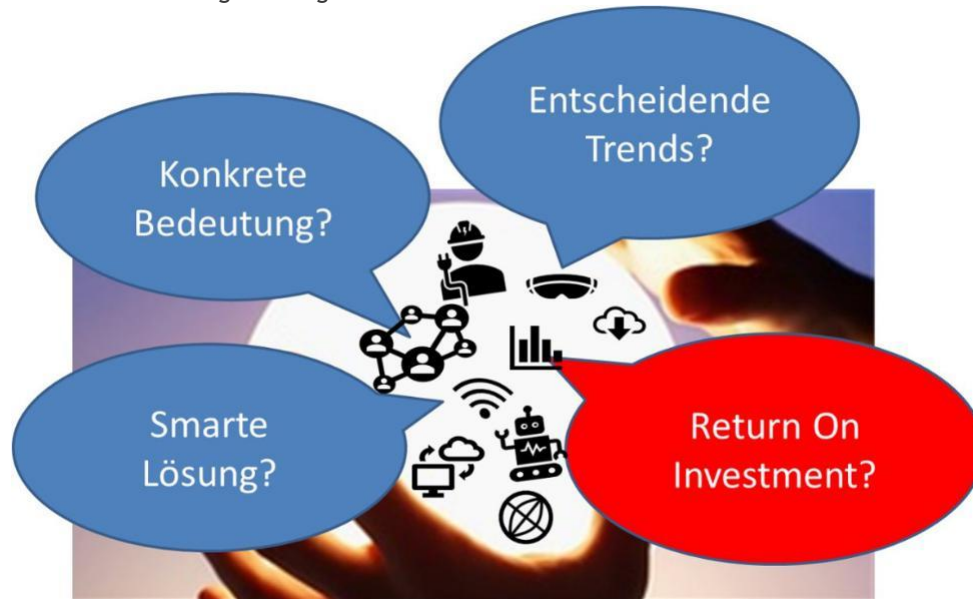 Entscheidende
Trends?
Konkrete
Bedeutung?
Smarte
Lösung?
Return On
Investment?